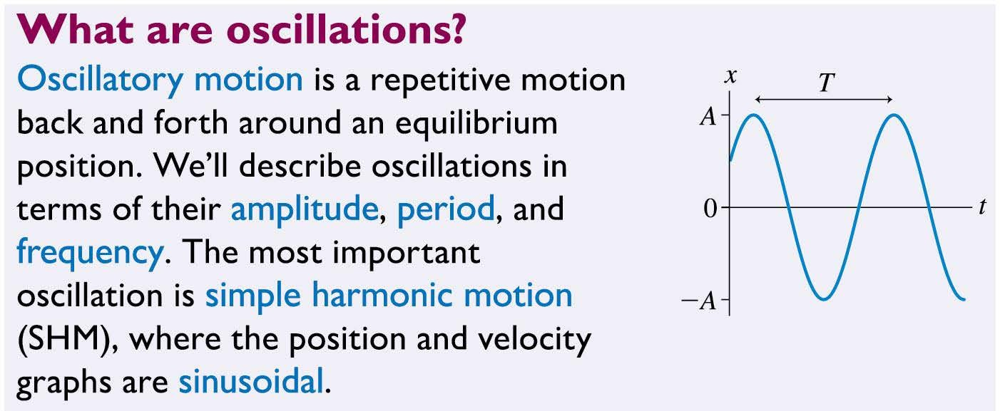 What are oscillations?
Oscillatory motion is a repetitive motion
back and forth around an equilibrium
position. We’ll describe oscillations in
terms of their amplitude, period, and
frequency. The most important
oscillation is simple harmonic motion
(SHM), where the position and velocity
graphs are sinusoidal.
x
T
A
0
t
−A